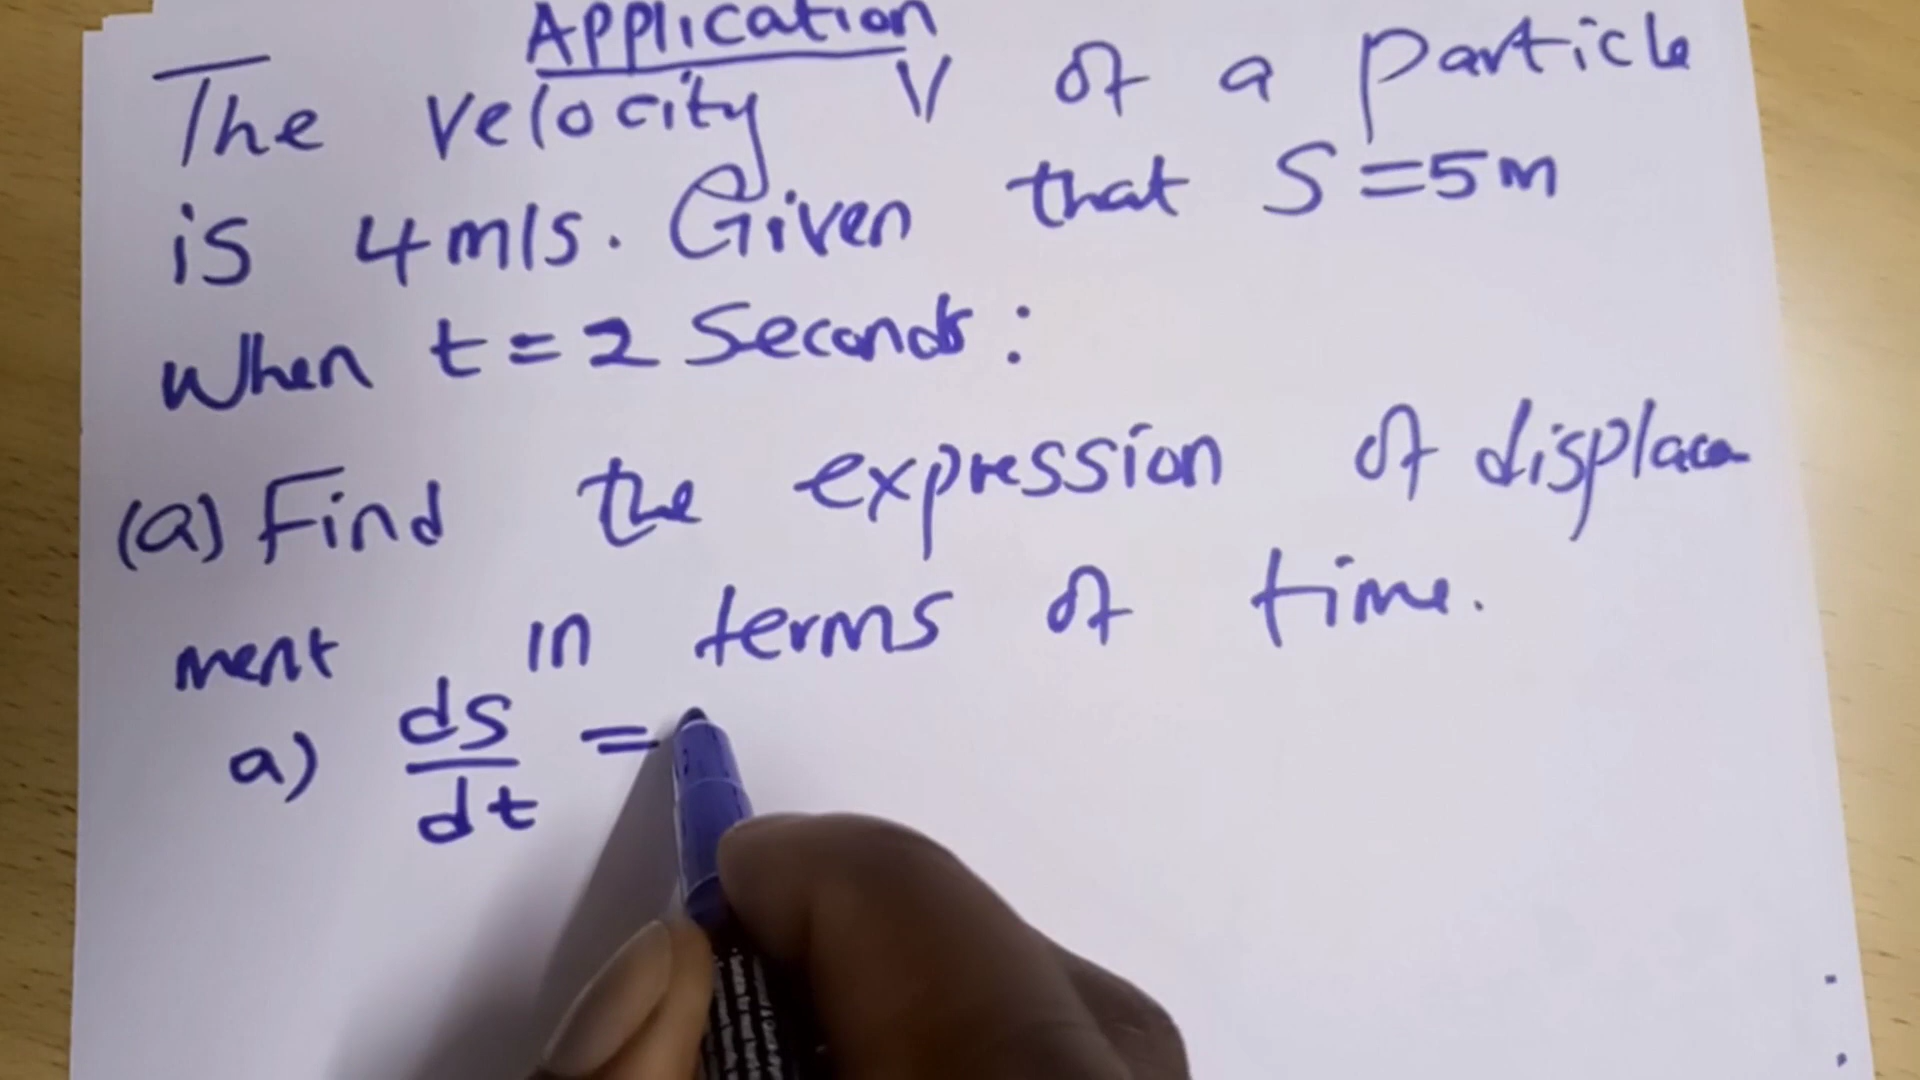 Application
The velocity V of a particle
is 4m/s. Given that S=5m
When t=2 Seconds:
(a) Find the expression of displace
ment in terms of time.
a) ds/dt =